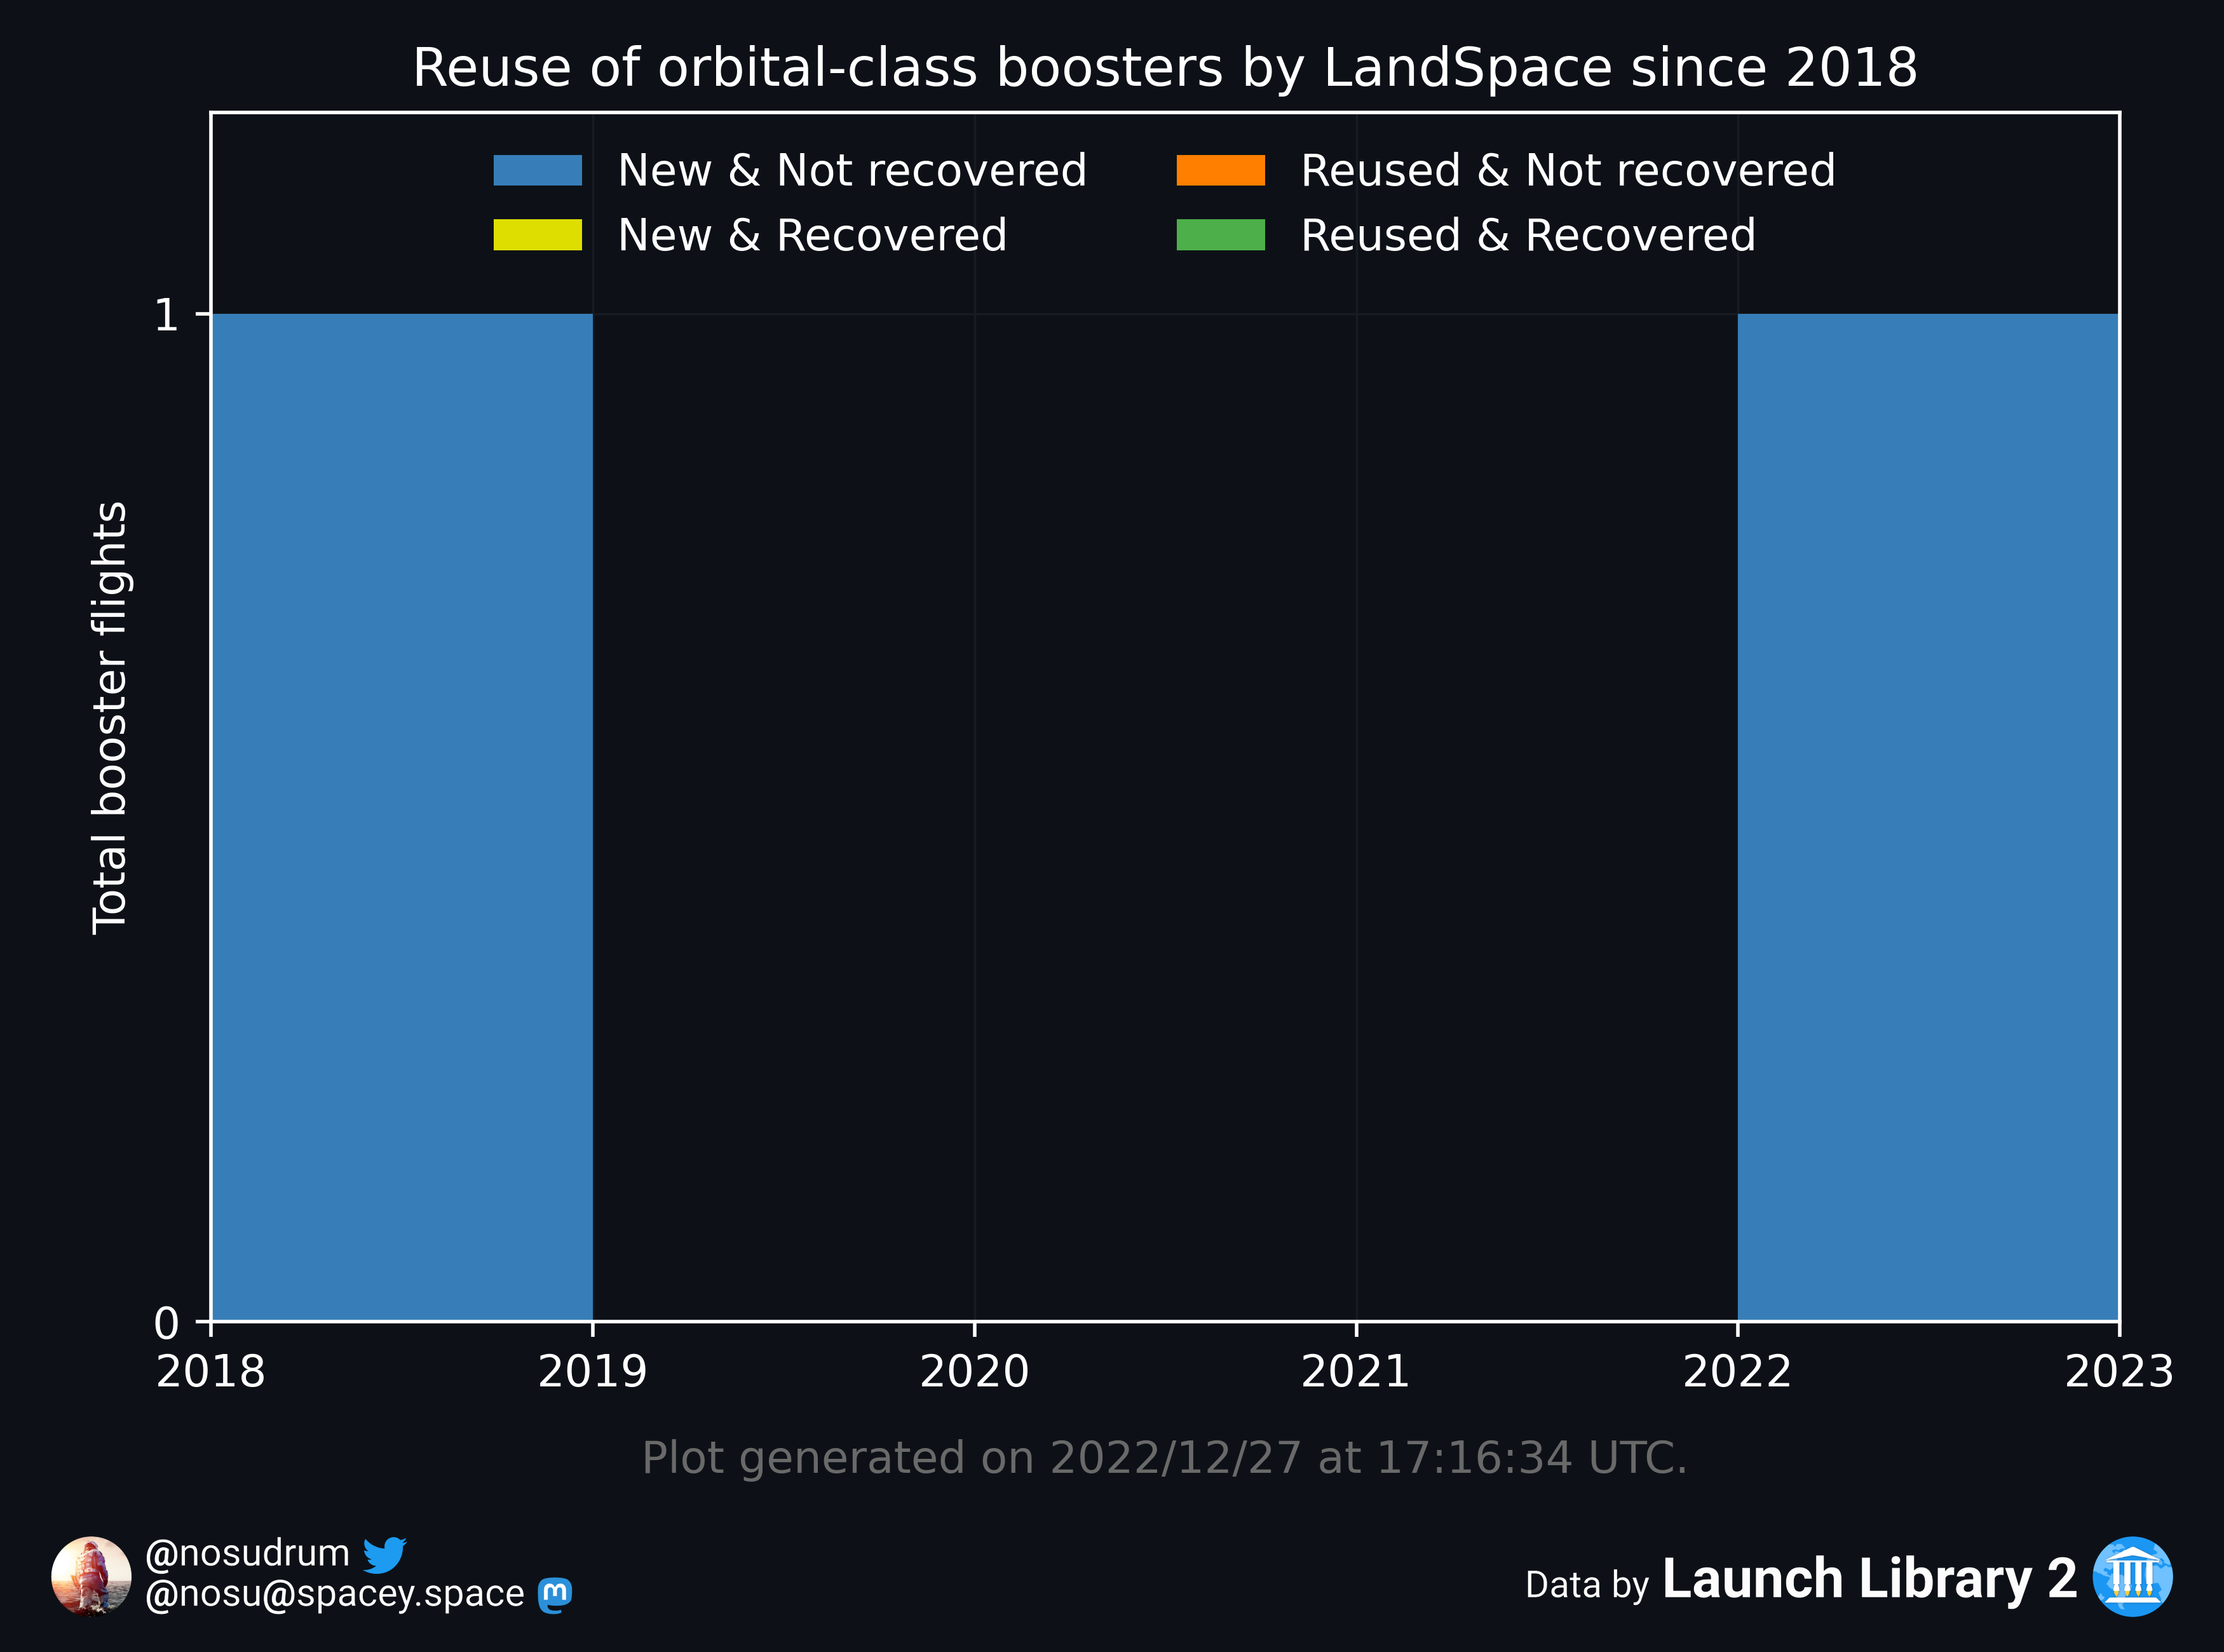 Reuse of orbital-class boosters by LandSpace since 2018
New & Not recovered
New & Recovered
Reused & Not recovered
Reused & Recovered
Total booster flights
1
0
2018 2019 2020 2021 2022 2023
Plot generated on 2022/12/27 at 17:16:34 UTC.
@nosudrum
@nosu@spacey.space
Data by Launch Library 2